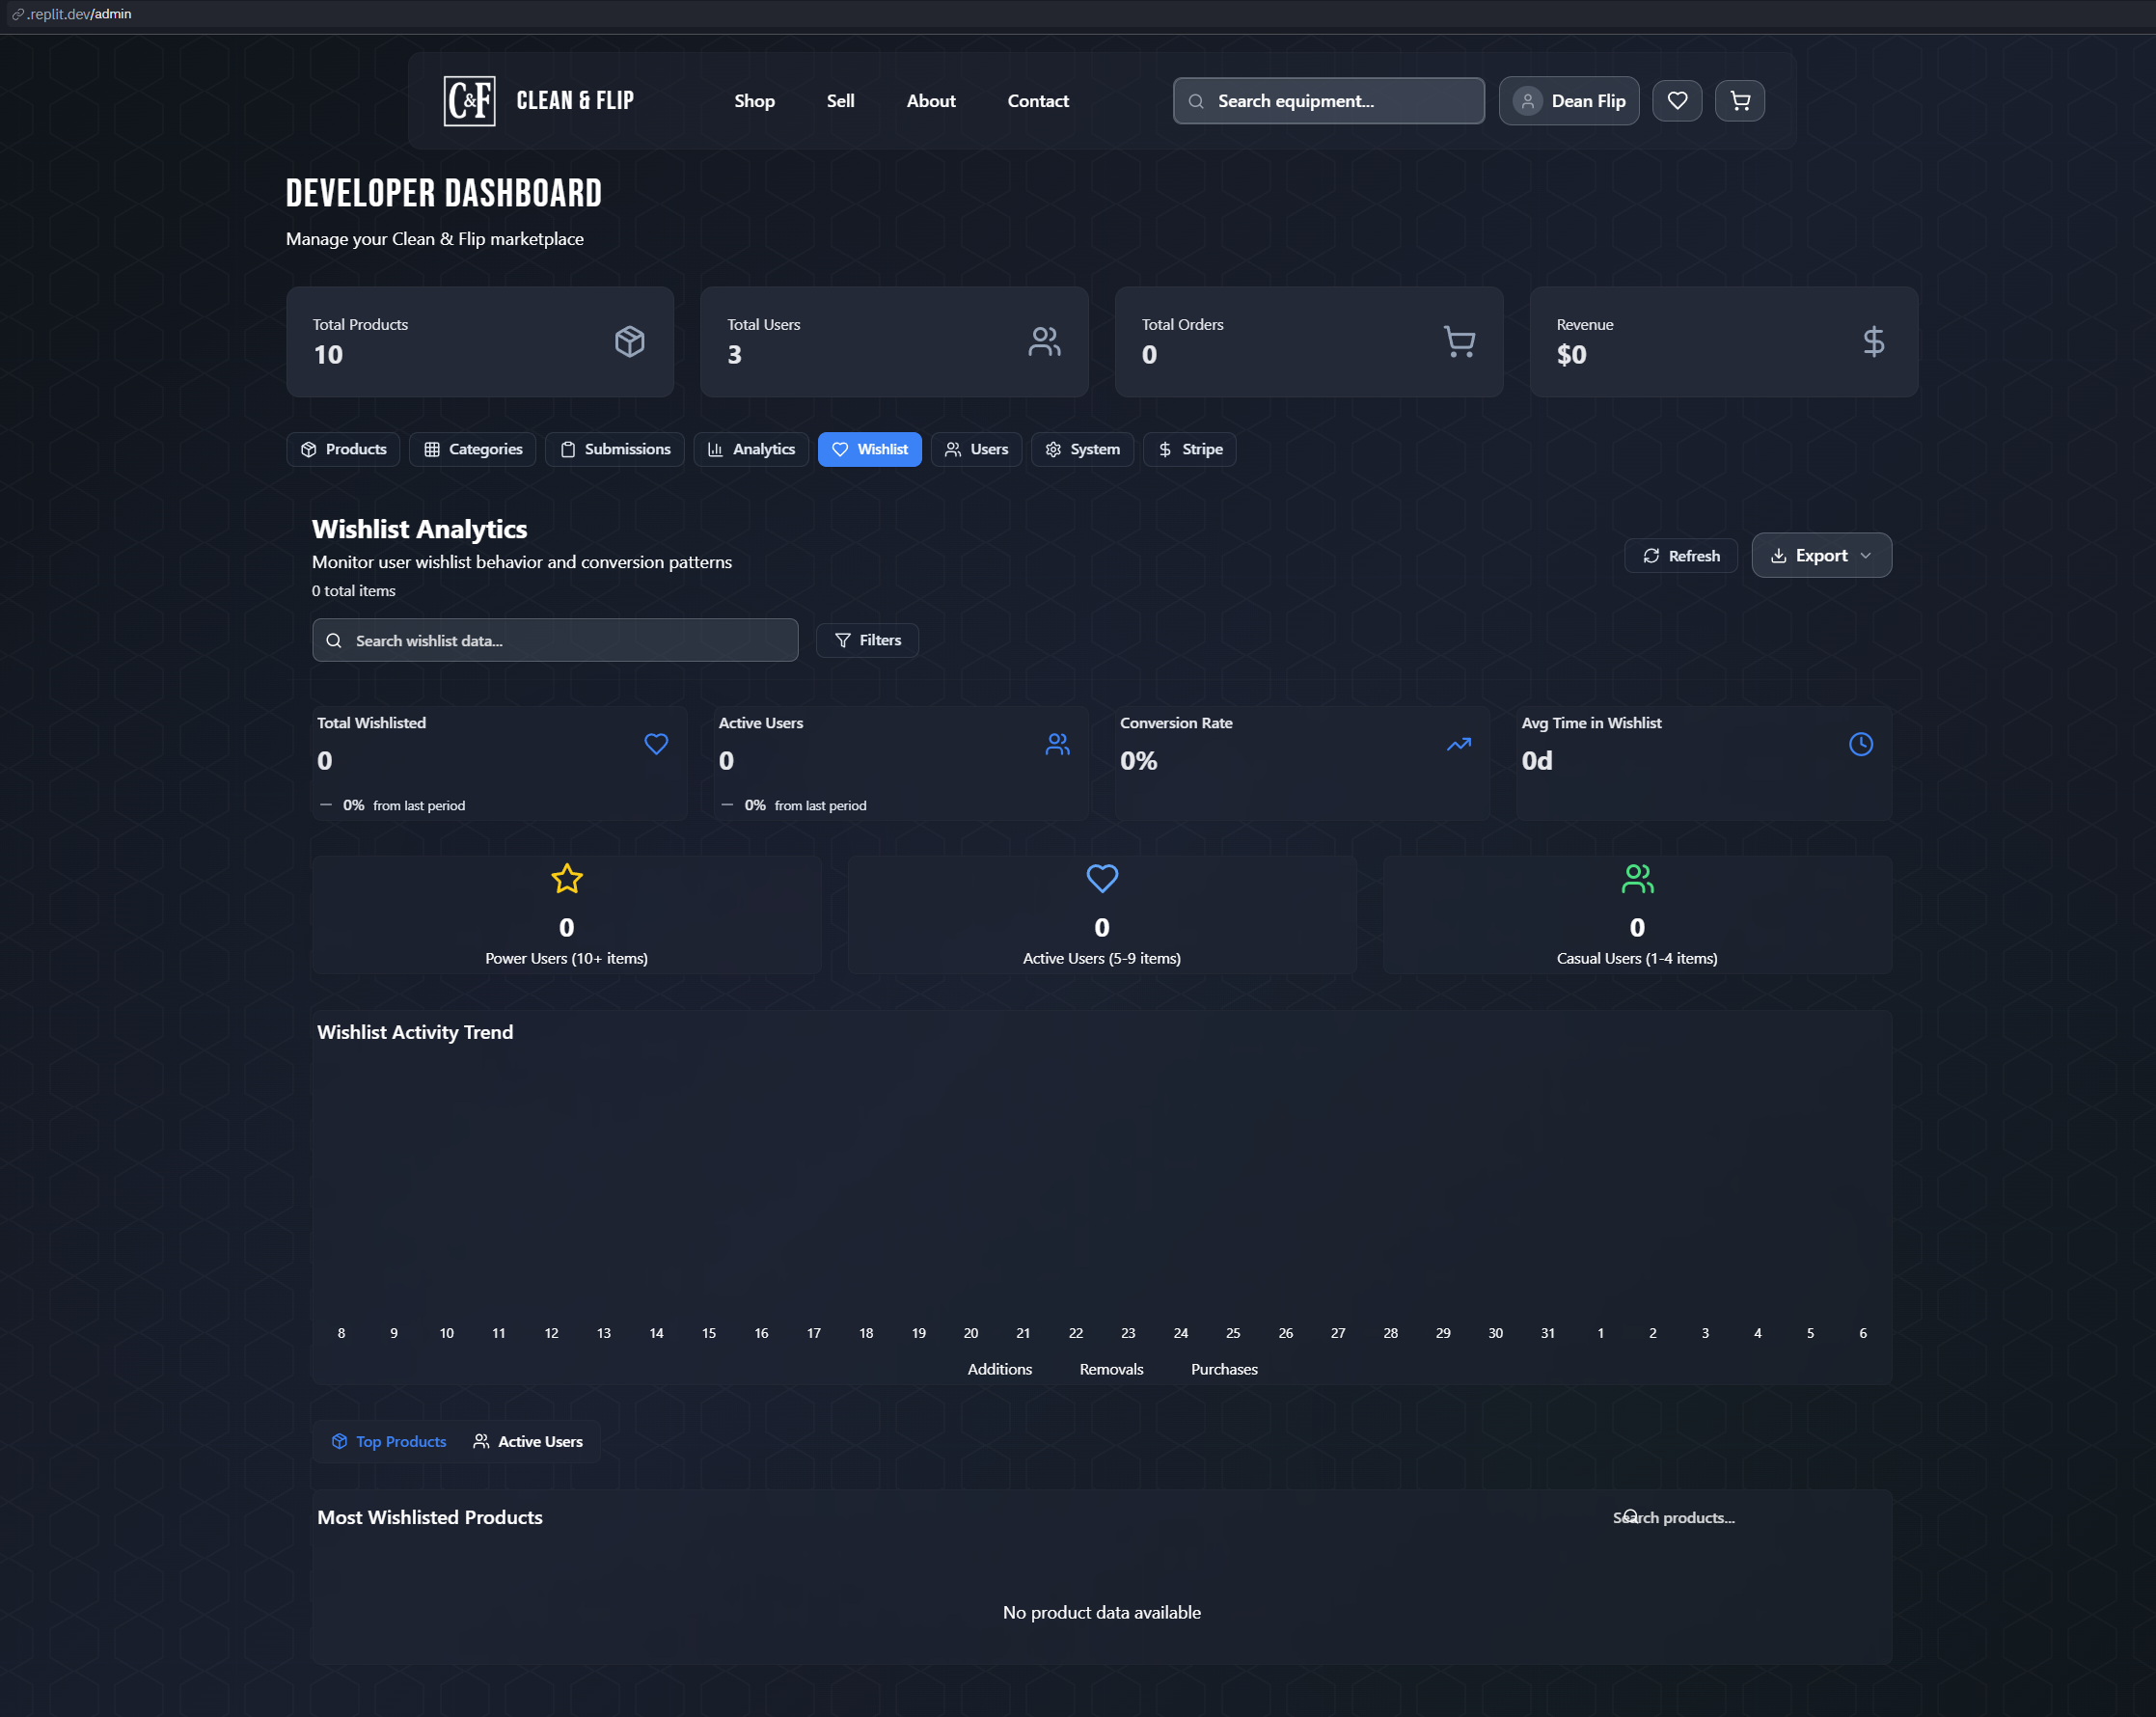 .replit.dev/admin
C&F CLEAN & FLIP Shop Sell About Contact Search equipment... Dean Flip
DEVELOPER DASHBOARD
Manage your Clean & Flip marketplace
Total Products Total Users Total Orders Revenue
10 3 0 $0
Products Categories Submissions Analytics Wishlist Users System Stripe
Wishlist Analytics
Monitor user wishlist behavior and conversion patterns
0 total items
Refresh Export
Search wishlist data... Filters
Total Wishlisted Active Users Conversion Rate Avg Time in Wishlist
0 0 0% 0d
0% from last period 0% from last period
0 0 0
Power Users (10+ items) Active Users (5-9 items) Casual Users (1-4 items)
Wishlist Activity Trend
8 9 10 11 12 13 14 15 16 17 18 19 20 21 22 23 24 25 26 27 28 29 30 31 1 2 3 4 5 6
Additions Removals Purchases
Top Products Active Users
Most Wishlisted Products Search products...
No product data available